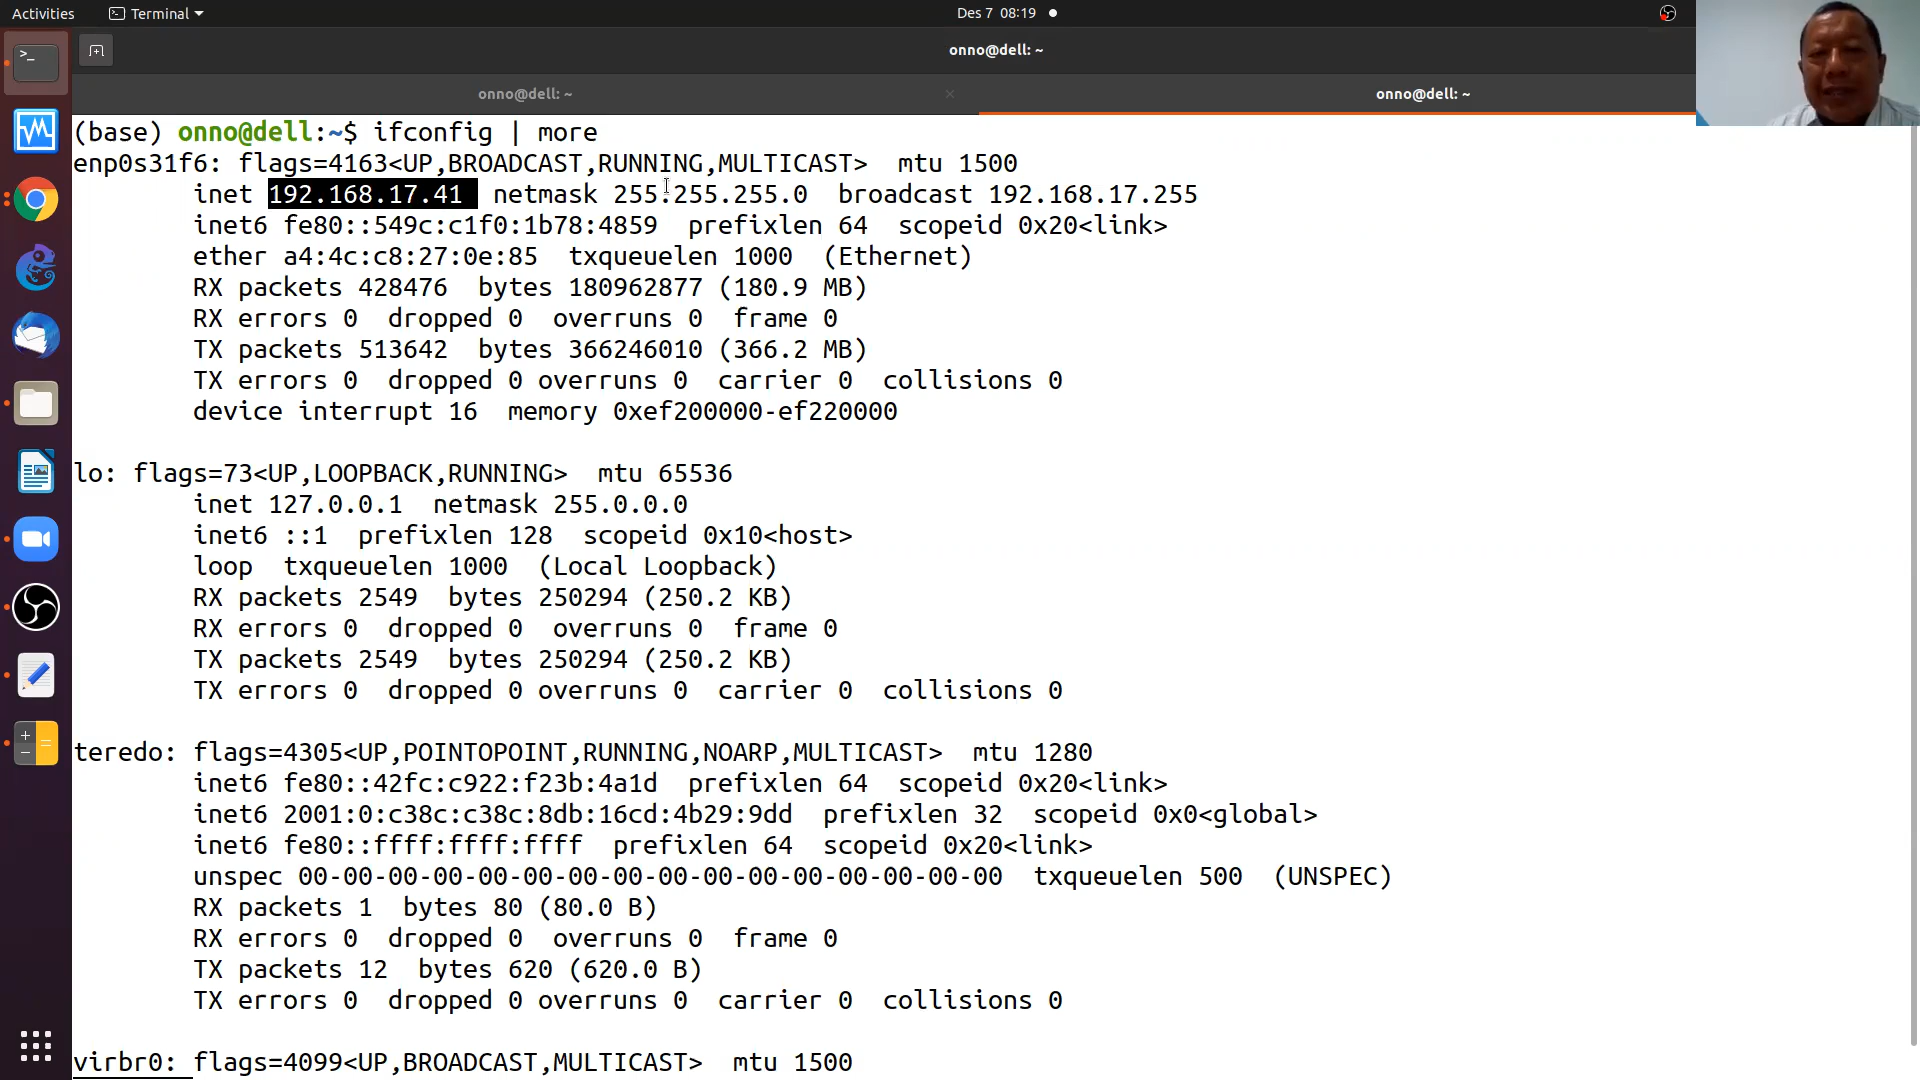 Activities
Terminal
Des 7 08:19
onno@dell: ~
onno@dell: ~
onno@dell: ~
(base) onno@dell:~$ ifconfig | more
enp0s31f6: flags=4163<UP,BROADCAST,RUNNING,MULTICAST>  mtu 1500
inet 192.168.17.41  netmask 255.255.255.0  broadcast 192.168.17.255
inet6 fe80::549c:c1f0:1b78:4859  prefixlen 64  scopeid 0x20<link>
ether a4:4c:c8:27:0e:85  txqueuelen 1000  (Ethernet)
RX packets 428476  bytes 180962877 (180.9 MB)
RX errors 0  dropped 0  overruns 0  frame 0
TX packets 513642  bytes 366246010 (366.2 MB)
TX errors 0  dropped 0 overruns 0  carrier 0  collisions 0
device interrupt 16  memory 0xef200000-ef220000
lo: flags=73<UP,LOOPBACK,RUNNING>  mtu 65536
inet 127.0.0.1  netmask 255.0.0.0
inet6 ::1  prefixlen 128  scopeid 0x10<host>
loop  txqueuelen 1000  (Local Loopback)
RX packets 2549  bytes 250294 (250.2 KB)
RX errors 0  dropped 0  overruns 0  frame 0
TX packets 2549  bytes 250294 (250.2 KB)
TX errors 0  dropped 0 overruns 0  carrier 0  collisions 0
teredo: flags=4305<UP,POINTOPOINT,RUNNING,NOARP,MULTICAST>  mtu 1280
inet6 fe80::42fc:c922:f23b:4a1d  prefixlen 64  scopeid 0x20<link>
inet6 2001:0:c38c:c38c:8db:16cd:4b29:9dd  prefixlen 32  scopeid 0x0<global>
inet6 fe80::ffff:ffff:ffff  prefixlen 64  scopeid 0x20<link>
unspec 00-00-00-00-00-00-00-00-00-00-00-00-00-00-00-00  txqueuelen 500  (UNSPEC)
RX packets 1  bytes 80 (80.0 B)
RX errors 0  dropped 0  overruns 0  frame 0
TX packets 12  bytes 620 (620.0 B)
TX errors 0  dropped 0 overruns 0  carrier 0  collisions 0
virbr0: flags=4099<UP,BROADCAST,MULTICAST>  mtu 1500